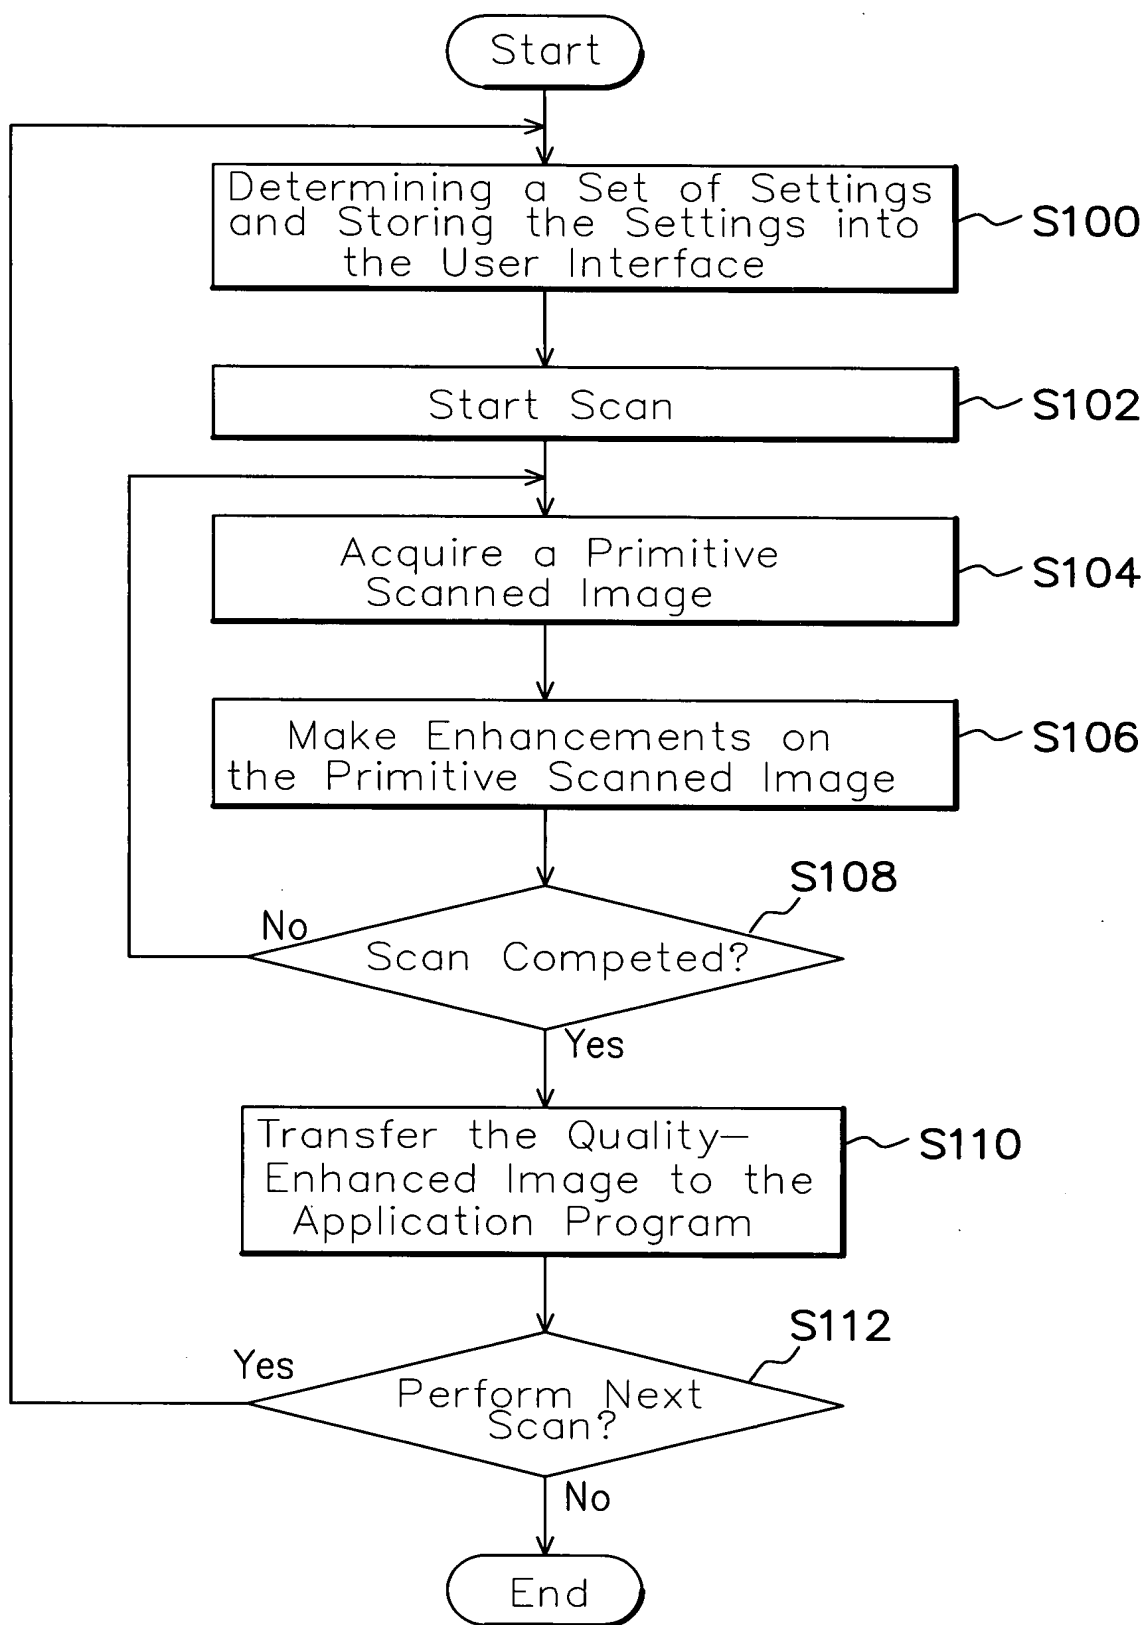 Start
Determining a Set of Settings
and Storing the Settings into
the User Interface
S100
Start Scan
S102
Acquire a Primitive
Scanned Image
S104
Make Enhancements on
the Primitive Scanned Image
S106
S108
No
Scan Competed?
Yes
Transfer the Quality-
Enhanced Image to the
Application Program
S110
S112
Yes
Perform Next
Scan?
No
End